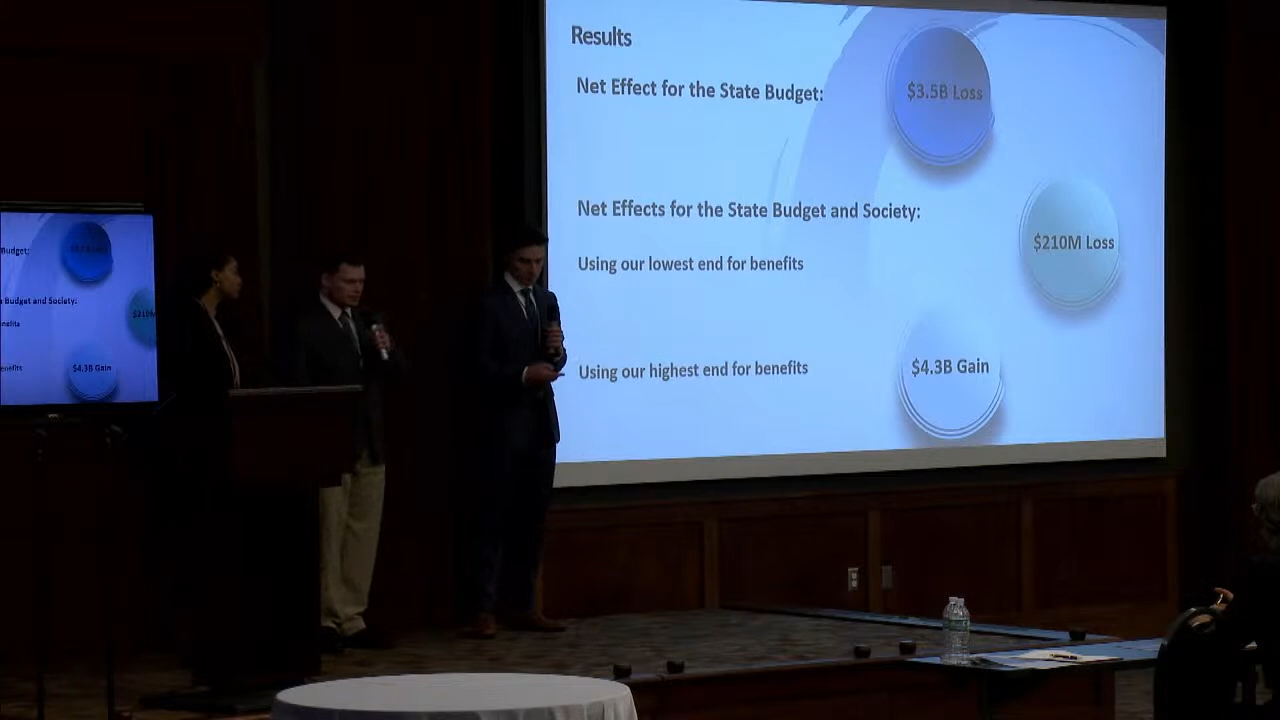 Results
Net Effect for the State Budget:
$3.5B Loss
Net Effects for the State Budget and Society:
$210M Loss
Using our lowest end for benefits
Using our highest end for benefits
$4.3B Gain
Budget:
Budget and Society:
$210M
$4.3B Gain